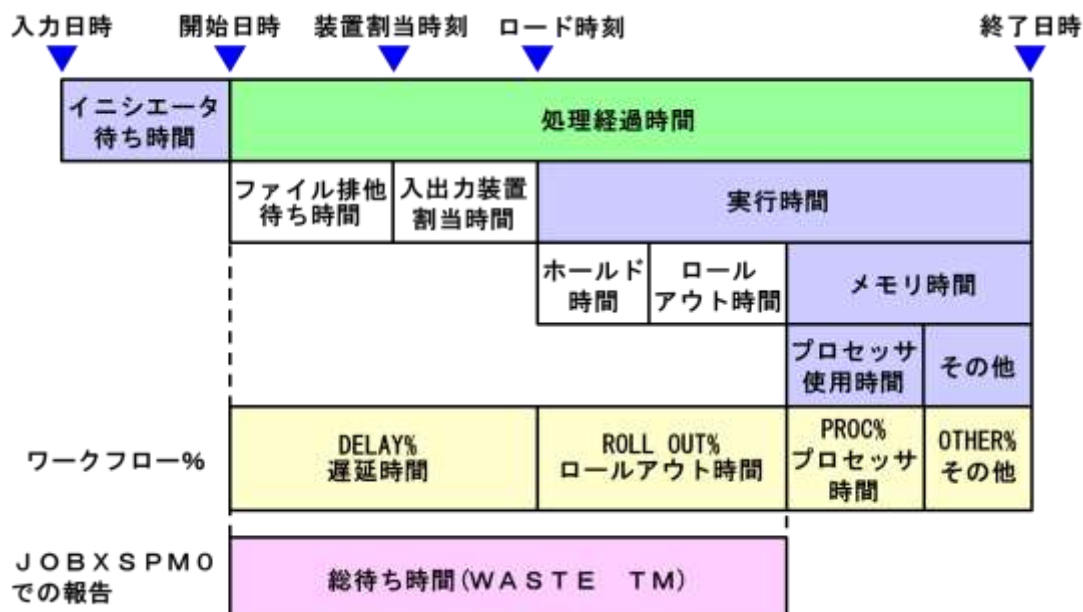 入力日時 開始日時 装置割当時刻 ロード時刻 終了日時
イニシエータ
待ち時間
処理経過時間
ファイル排他
待ち時間
入出力装置
割当時間
実行時間
ホールド
時間
ロール
アウト時間
メモリ時間
プロセッサ
使用時間
その他
ワークフロー%
DELAY%
遅延時間
ROLL OUT%
ロールアウト時間
PROC%
プロセッサ
時間
OTHER%
その他
ＪＯＢＸＳＰＭ０
での報告
総待ち時間(ＷＡＳＴＥ　ＴＭ)